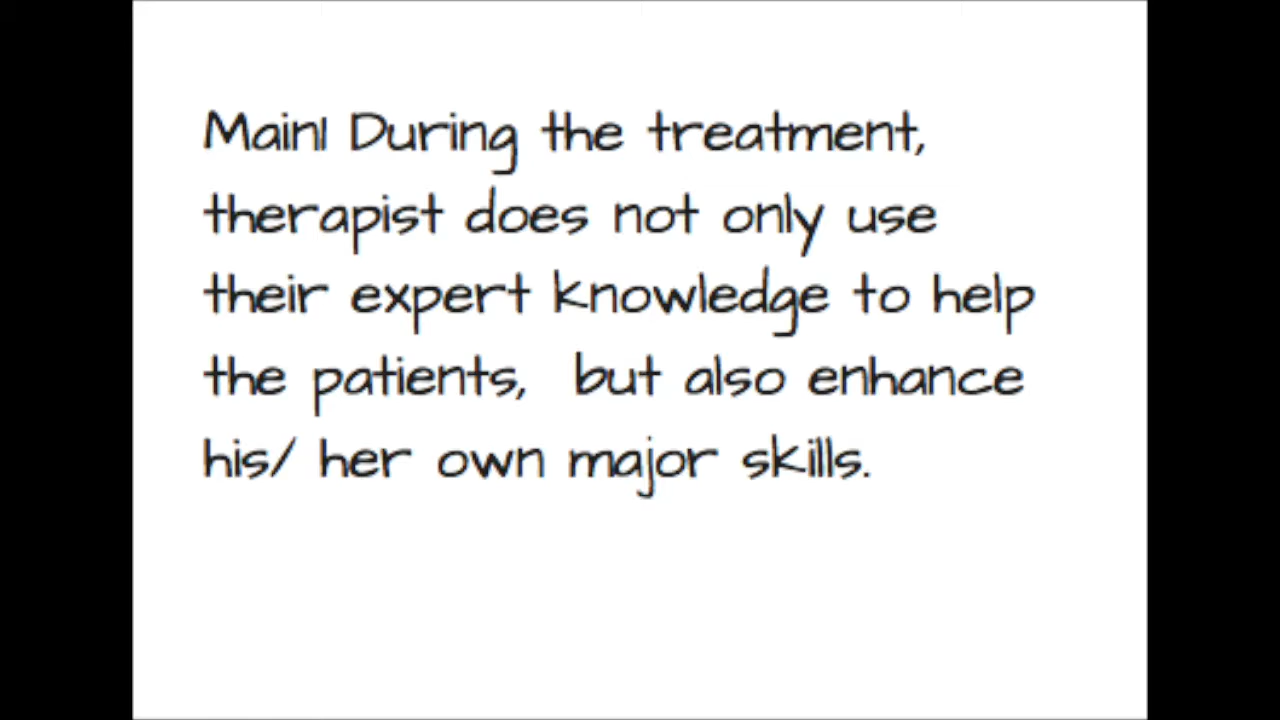 Main1 During the treatment,
therapist does not only use
their expert knowledge to help
the patients,  but also enhance
his/ her own major skills.